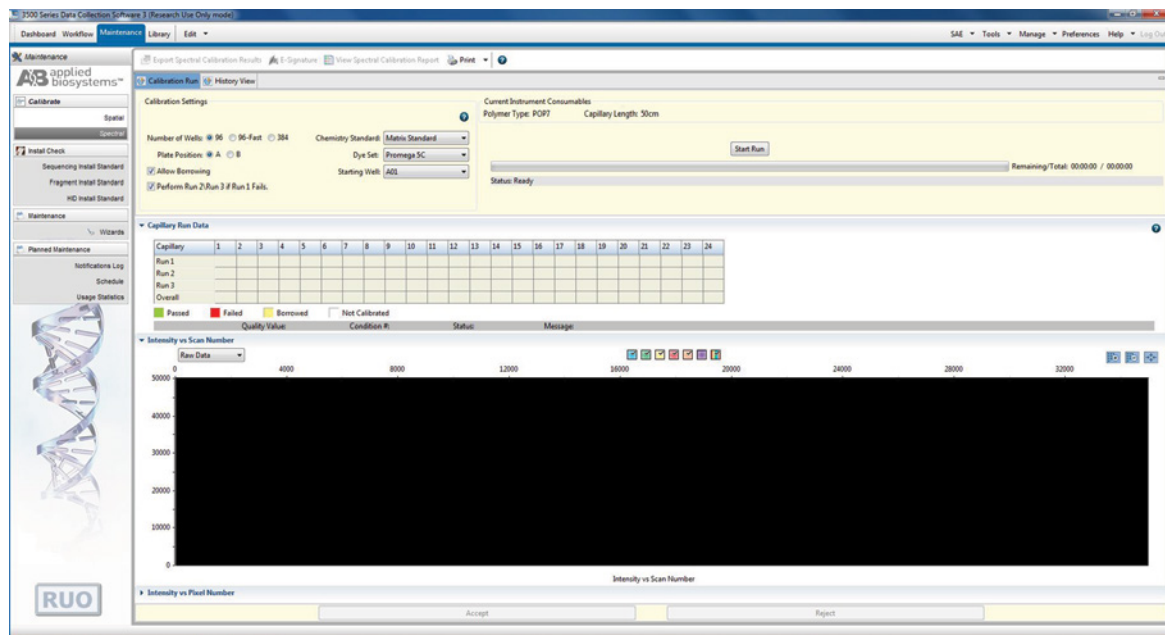 3500 Series Data Collection Software 3 (Research Use Only mode)
Dashboard Workflow Maintenance Library Edit
SAE Tools Manage Preferences Help Log Out
Maintenance
Export Spectral Calibration Results E-Signature View Spectral Calibration Report Print
AB applied biosystems™
Calibration Run History View
Calibrate
Spatial
Spectral
Install Check
Sequencing Install Standard
Fragment Install Standard
HID Install Standard
Maintenance
Wizards
Planned Maintenance
Notifications Log
Schedule
Usage Statistics
RUO
Calibration Settings
Number of Wells: 96 96-Fast 384
Chemistry Standard: Matrix Standard
Plate Position: A B
Dye Set: Promega 5C
Allow Borrowing
Starting Well: A01
Perform Run 2\Run 3 if Run 1 Fails.
Current Instrument Consumables
Polymer Type: POP7 Capillary Length: 50cm
Start Run
Remaining/Total: 00:00:00 / 00:00:00
Status: Ready
Capillary Run Data
Capillary 1 2 3 4 5 6 7 8 9 10 11 12 13 14 15 16 17 18 19 20 21 22 23 24
Run 1
Run 2
Run 3
Overall
Passed Failed Borrowed Not Calibrated
Quality Value: Condition #: Status: Message:
Intensity vs Scan Number
Raw Data
0 4000 8000 12000 16000 20000 24000 28000 32000
50000
40000
30000
20000
10000
0
Intensity vs Scan Number
Intensity vs Pixel Number
Accept Reject